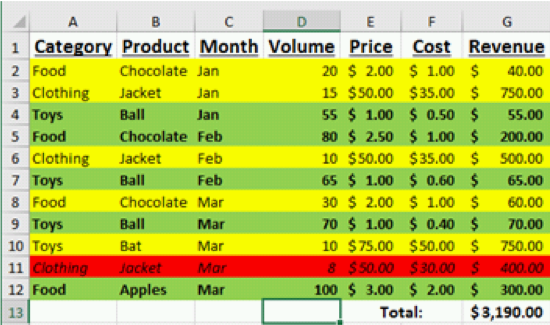 A B C D E F G
1 Category Product Month Volume Price Cost Revenue
2 Food Chocolate Jan 20 $ 2.00 $ 1.00 $ 40.00
3 Clothing Jacket Jan 15 $50.00 $35.00 $ 750.00
4 Toys Ball Jan 55 $ 1.00 $ 0.50 $ 55.00
5 Food Chocolate Feb 80 $ 2.50 $ 1.00 $ 200.00
6 Clothing Jacket Feb 10 $50.00 $35.00 $ 500.00
7 Toys Ball Feb 65 $ 1.00 $ 0.60 $ 65.00
8 Food Chocolate Mar 30 $ 2.00 $ 1.00 $ 60.00
9 Toys Ball Mar 70 $ 1.00 $ 0.40 $ 70.00
10 Toys Bat Mar 10 $75.00 $50.00 $ 750.00
11 Clothing Jacket Mar 8 $50.00 $30.00 $ 400.00
12 Food Apples Mar 100 $ 3.00 $ 2.00 $ 300.00
13 Total: $3,190.00